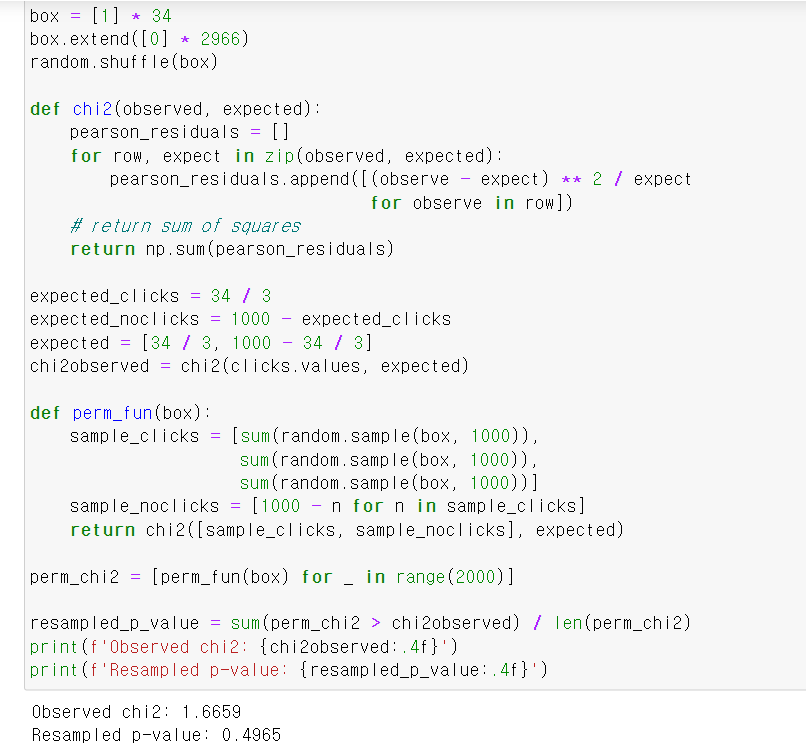 box = [1] * 34
box.extend([0] * 2966)
random.shuffle(box)

def chi2(observed, expected):
    pearson_residuals = []
    for row, expect in zip(observed, expected):
        pearson_residuals.append([(observe - expect) ** 2 / expect
                                  for observe in row])
    # return sum of squares
    return np.sum(pearson_residuals)

expected_clicks = 34 / 3
expected_noclicks = 1000 - expected_clicks
expected = [34 / 3, 1000 - 34 / 3]
chi2observed = chi2(clicks.values, expected)

def perm_fun(box):
    sample_clicks = [sum(random.sample(box, 1000)),
                     sum(random.sample(box, 1000)),
                     sum(random.sample(box, 1000))]
    sample_noclicks = [1000 - n for n in sample_clicks]
    return chi2([sample_clicks, sample_noclicks], expected)

perm_chi2 = [perm_fun(box) for _ in range(2000)]

resampled_p_value = sum(perm_chi2 > chi2observed) / len(perm_chi2)
print(f'Observed chi2: {chi2observed:.4f}')
print(f'Resampled p-value: {resampled_p_value:.4f}')

Observed chi2: 1.6659
Resampled p-value: 0.4965